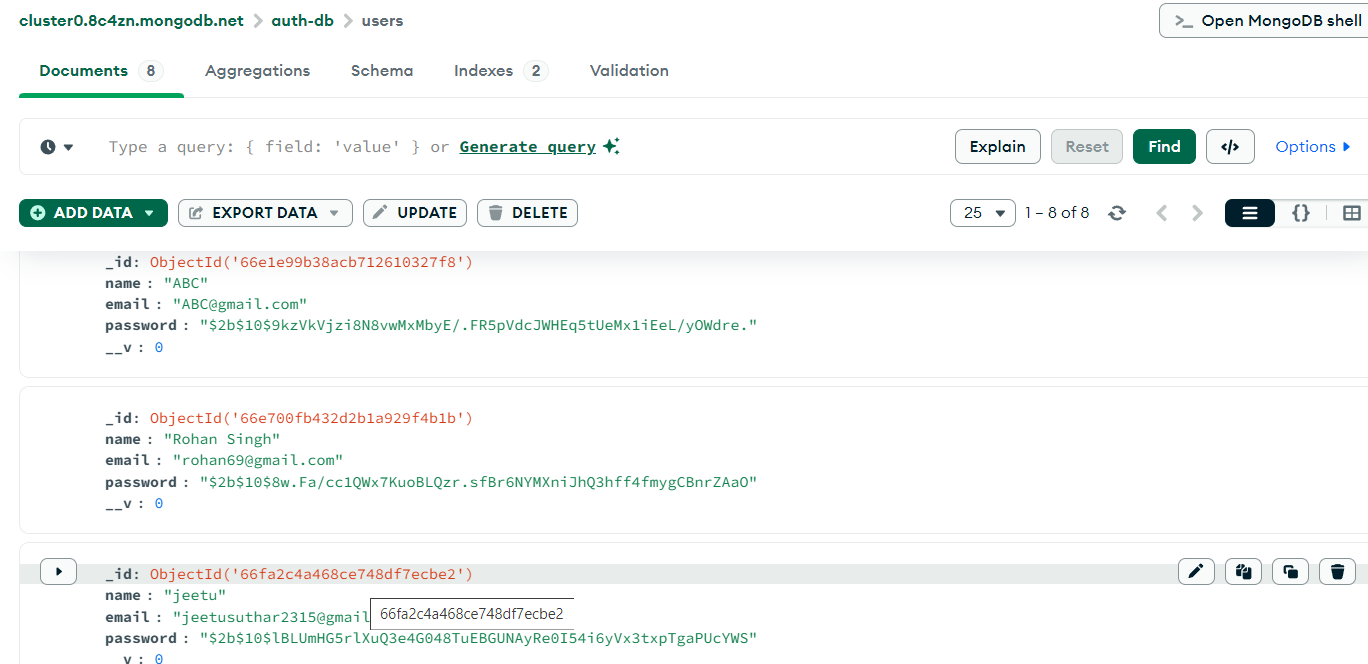 cluster0.8c4zn.mongodb.net > auth-db > users
>_ Open MongoDB shell
Documents 8 Aggregations Schema Indexes 2 Validation
Type a query: { field: 'value' } or Generate query
Explain Reset Find </> Options
ADD DATA EXPORT DATA UPDATE DELETE
25 1 – 8 of 8 {}
_id: ObjectId('66e1e99b38acb712610327f8')
name : "ABC"
email : "ABC@gmail.com"
password : "$2b$10$9kzVkVjzi8N8vwMxMbyE/.FR5pVdcJWHEq5tUeMx1iEeL/yOWdre."
__v : 0
_id: ObjectId('66e700fb432d2b1a929f4b1b')
name : "Rohan Singh"
email : "rohan69@gmail.com"
password : "$2b$10$8w.Fa/cc1QWx7KuoBLQzr.sfBr6NYMXniJhQ3hff4fmygCBnrZAaO"
__v : 0
_id: ObjectId('66fa2c4a468ce748df7ecbe2')
name : "jeetu"
email : "jeetusuthar2315@gmail
66fa2c4a468ce748df7ecbe2
password : "$2b$10$lBLUmHG5rlXuQ3e4G048TuEBGUNAyRe0I54i6yVx3txpTgaPUcYWS"
__v : 0